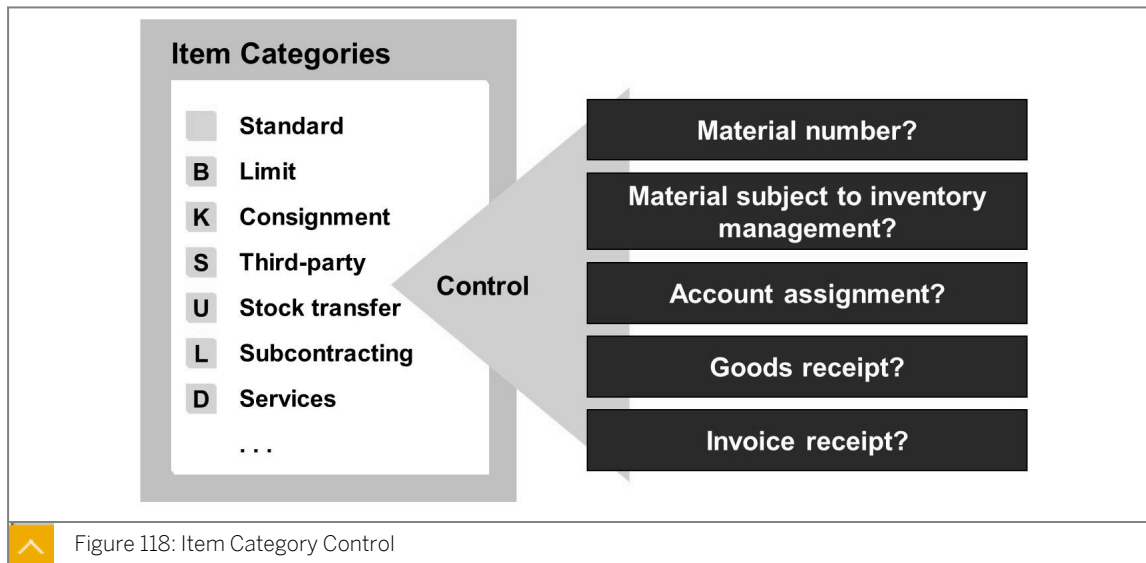 Item Categories
Standard
B Limit
K Consignment
S Third-party
U Stock transfer
L Subcontracting
D Services
. . .
Control
Material number?
Material subject to inventory
management?
Account assignment?
Goods receipt?
Invoice receipt?
Figure 118: Item Category Control